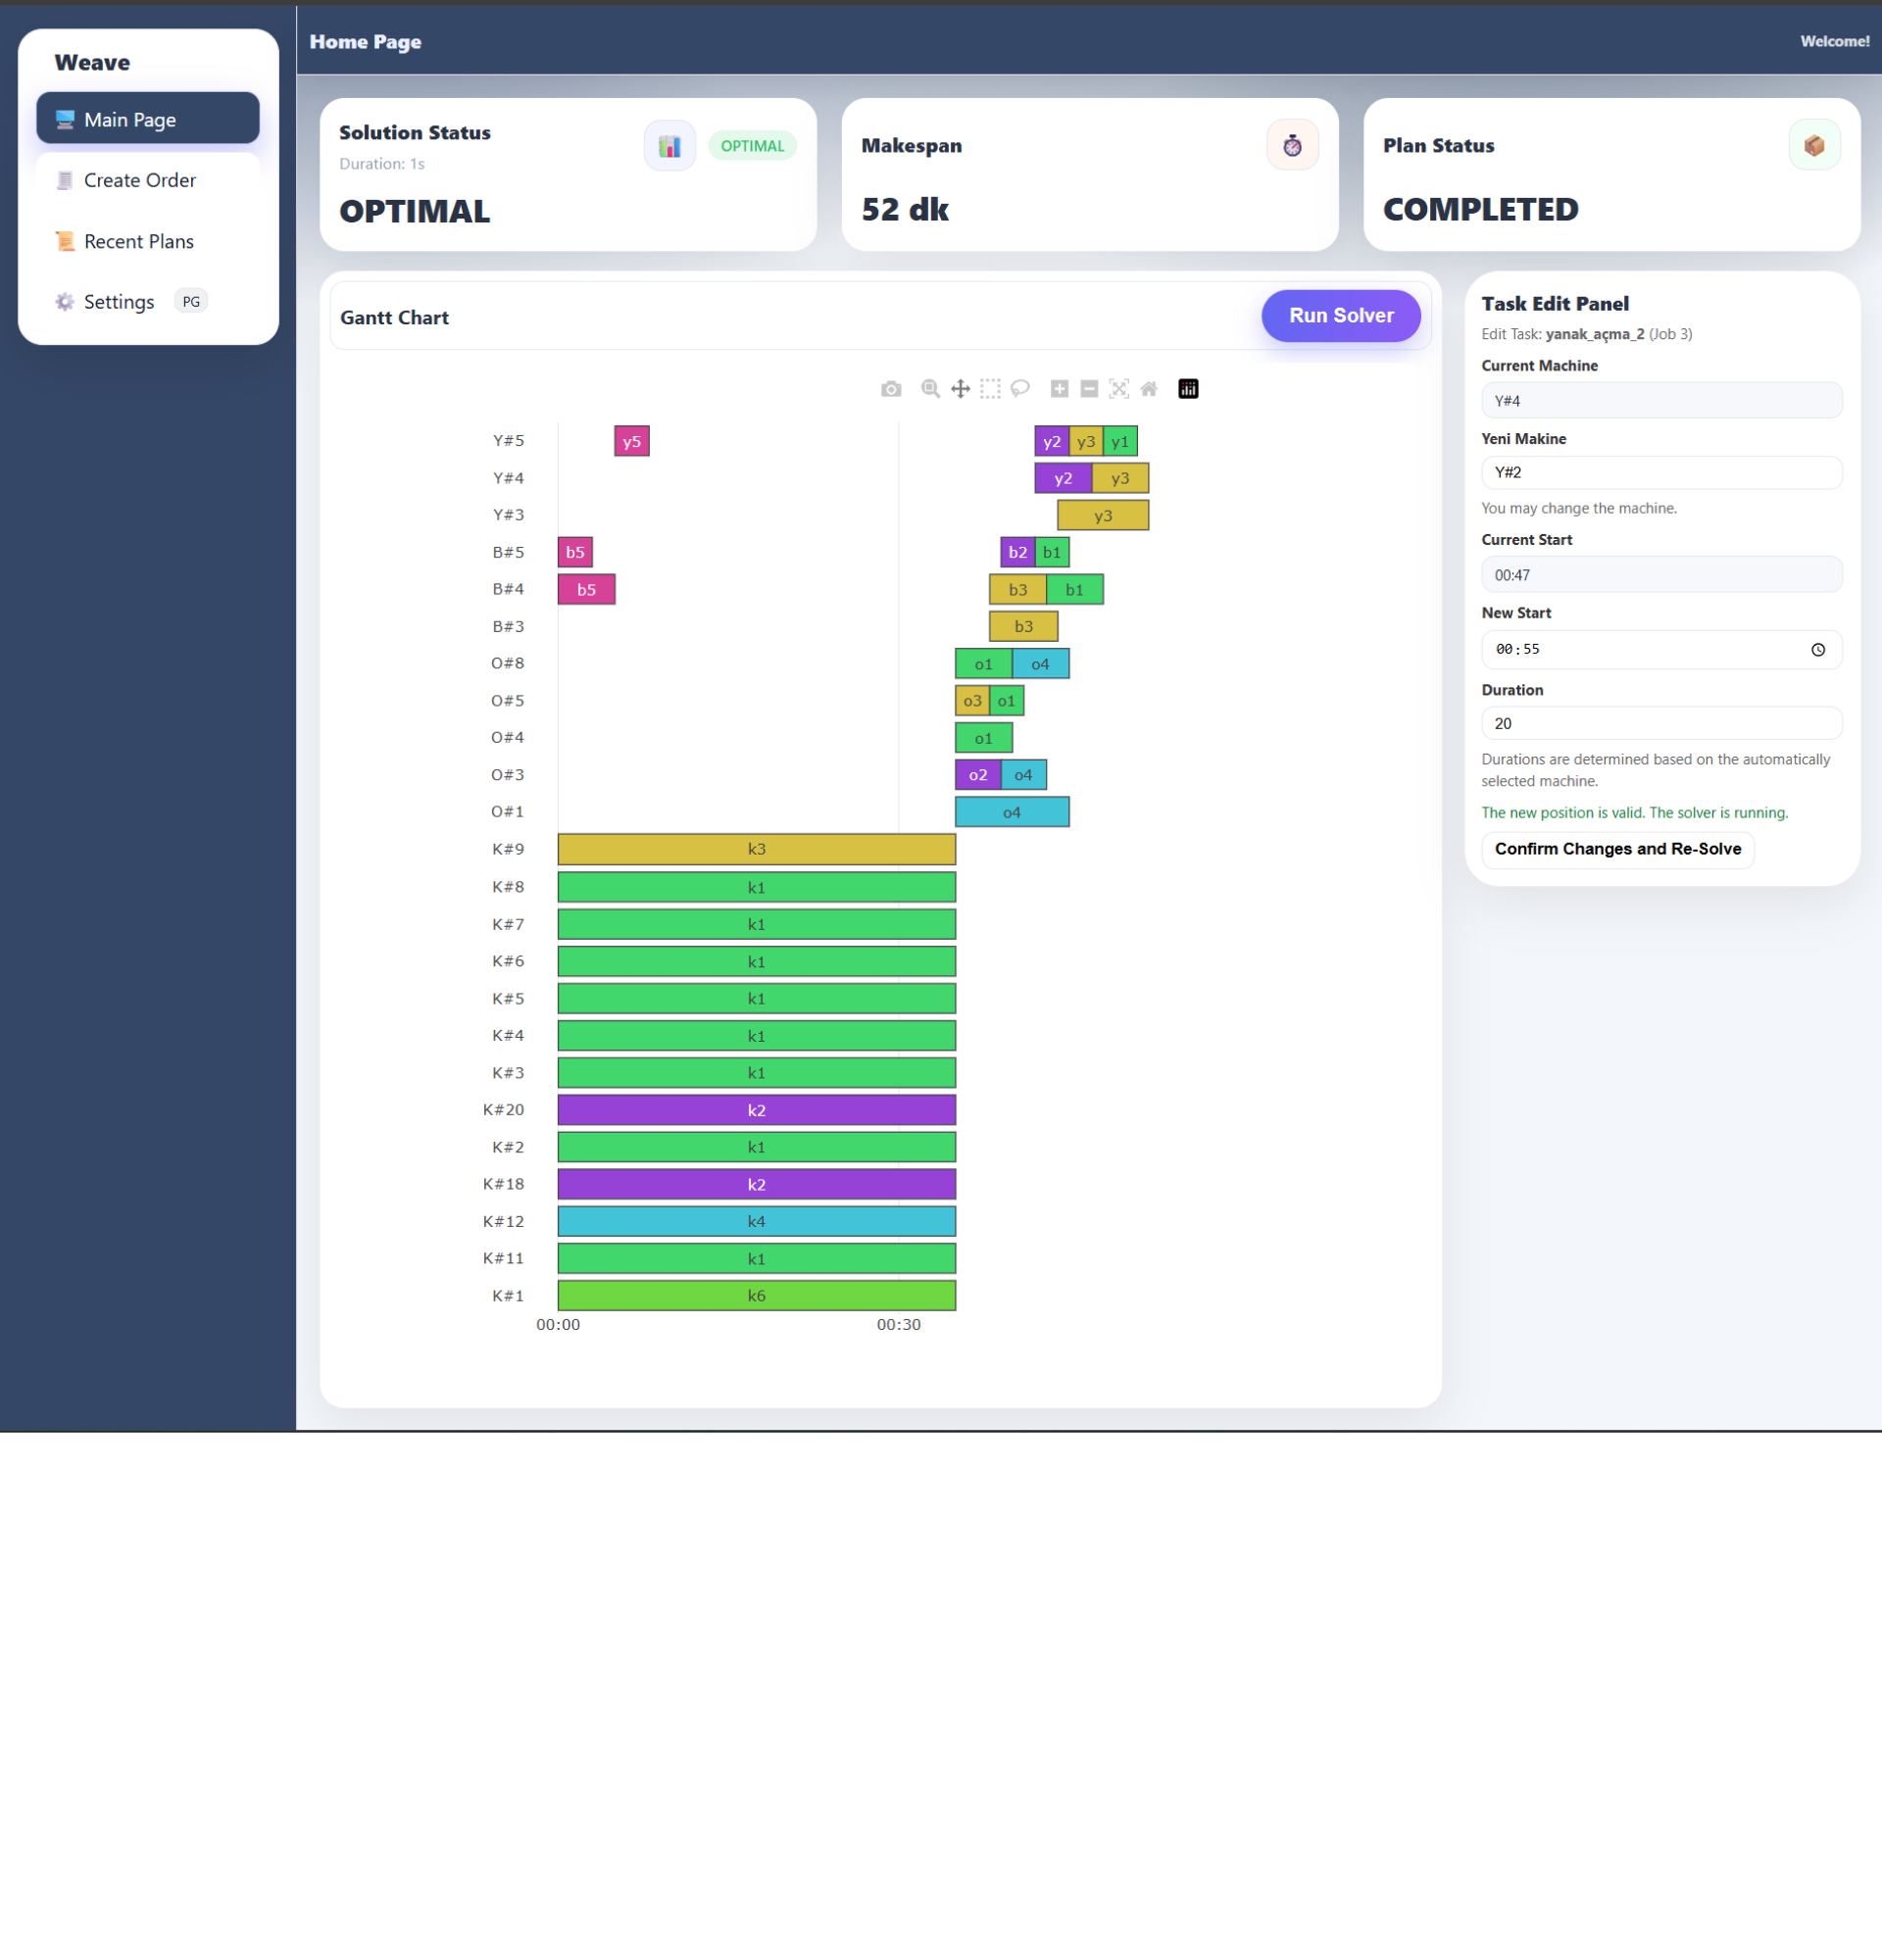 Weave
Main Page
Create Order
Recent Plans
Settings PG
Home Page
Welcome!
Solution Status
Duration: 1s
OPTIMAL
OPTIMAL
Makespan
52 dk
Plan Status
COMPLETED
Gantt Chart
Run Solver
Y#5 y5 y2 y3 y1
Y#4 y2 y3
Y#3 y3
B#5 b5 b2 b1
B#4 b5 b3 b1
B#3 b3
O#8 o1 o4
O#5 o3 o1
O#4 o1
O#3 o2 o4
O#1 o4
K#9 k3
K#8 k1
K#7 k1
K#6 k1
K#5 k1
K#4 k1
K#3 k1
K#20 k2
K#2 k1
K#18 k2
K#12 k4
K#11 k1
K#1 k6
00:00 00:30
Task Edit Panel
Edit Task: yanak_açma_2 (Job 3)
Current Machine
Y#4
Yeni Makine
Y#2
You may change the machine.
Current Start
00:47
New Start
00:55
Duration
20
Durations are determined based on the automatically
selected machine.
The new position is valid. The solver is running.
Confirm Changes and Re-Solve